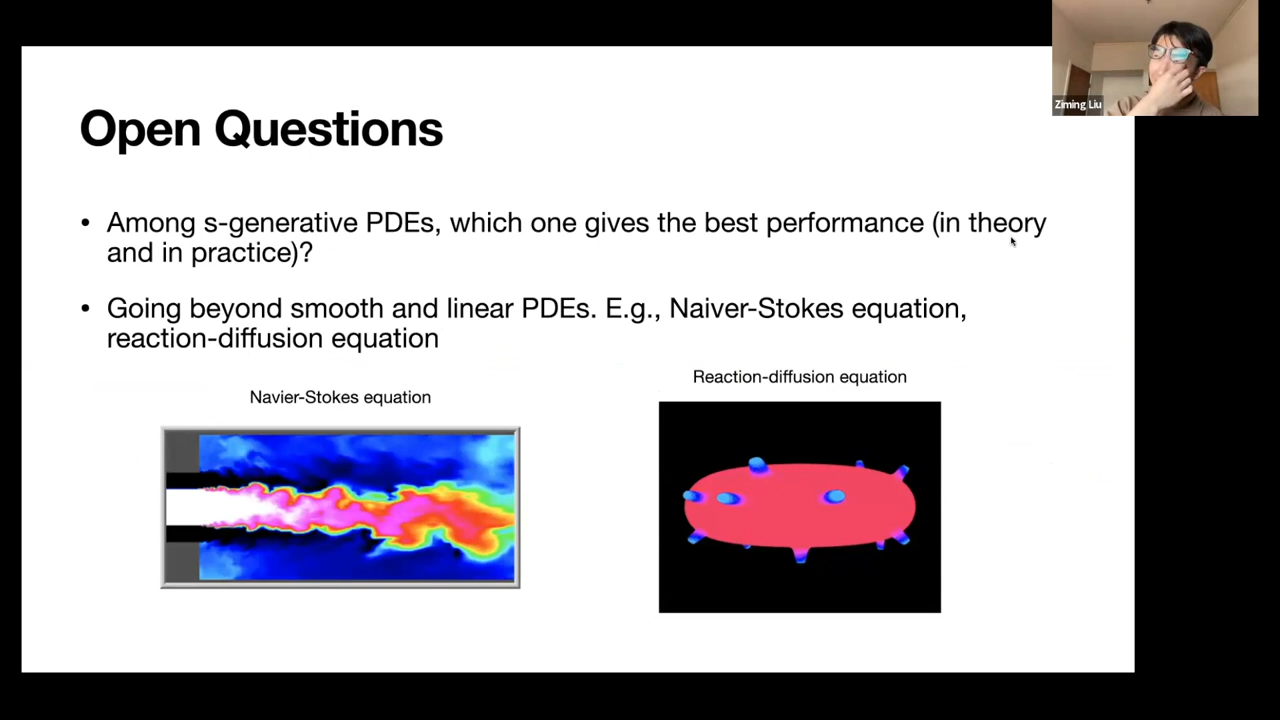 Ziming Liu
Open Questions
• Among s-generative PDEs, which one gives the best performance (in theory
and in practice)?
• Going beyond smooth and linear PDEs. E.g., Naiver-Stokes equation,
reaction-diffusion equation
Navier-Stokes equation
Reaction-diffusion equation